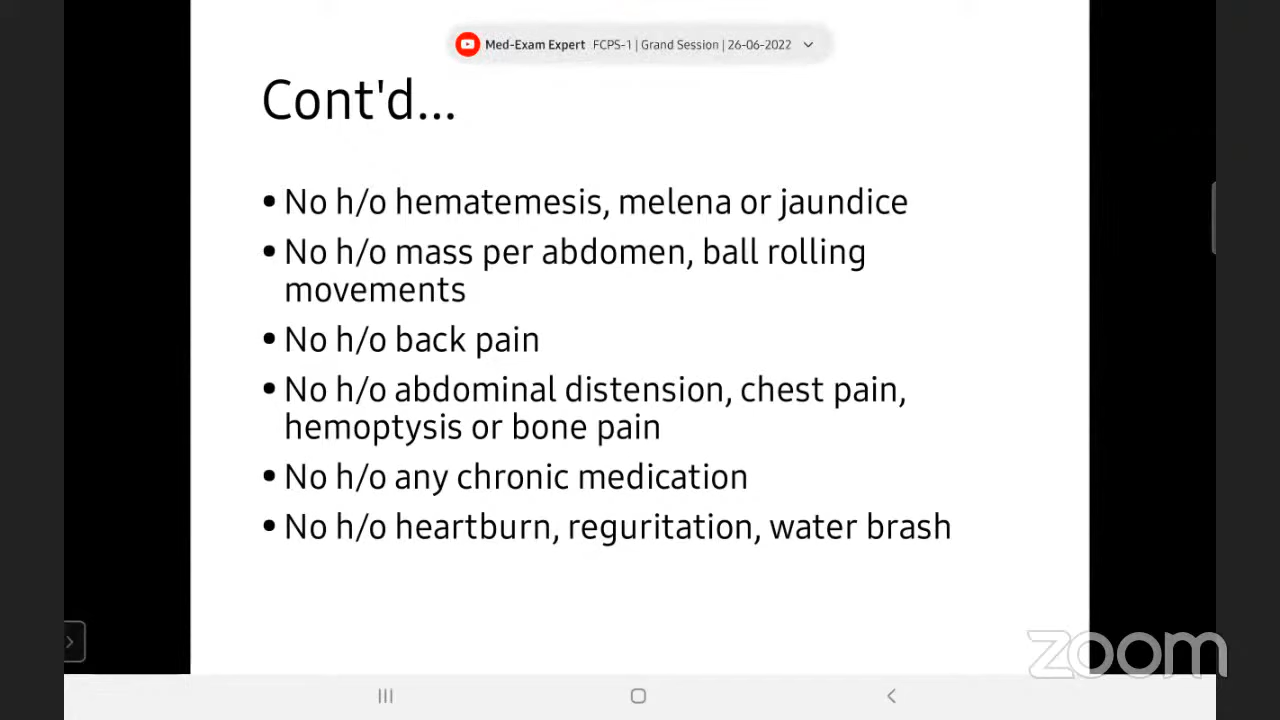 Med-Exam Expert FCPS-1 | Grand Session | 26-06-2022
Cont'd...
• No h/o hematemesis, melena or jaundice
• No h/o mass per abdomen, ball rolling
movements
• No h/o back pain
• No h/o abdominal distension, chest pain,
hemoptysis or bone pain
• No h/o any chronic medication
• No h/o heartburn, reguritation, water brash
zoom